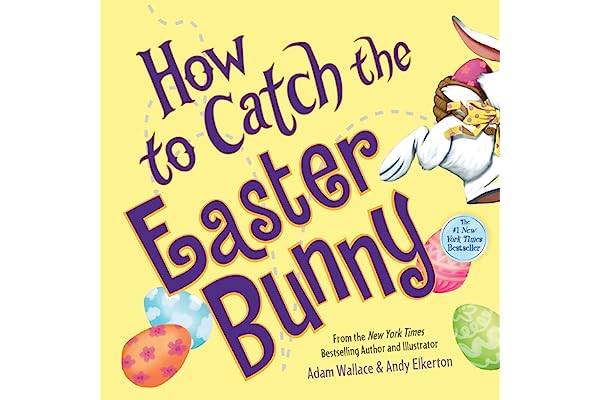 How
to Catch the
Easter
Bunny
The
#1 New
York Times
Bestseller
From the New York Times
Bestselling Author and Illustrator
Adam Wallace & Andy Elkerton